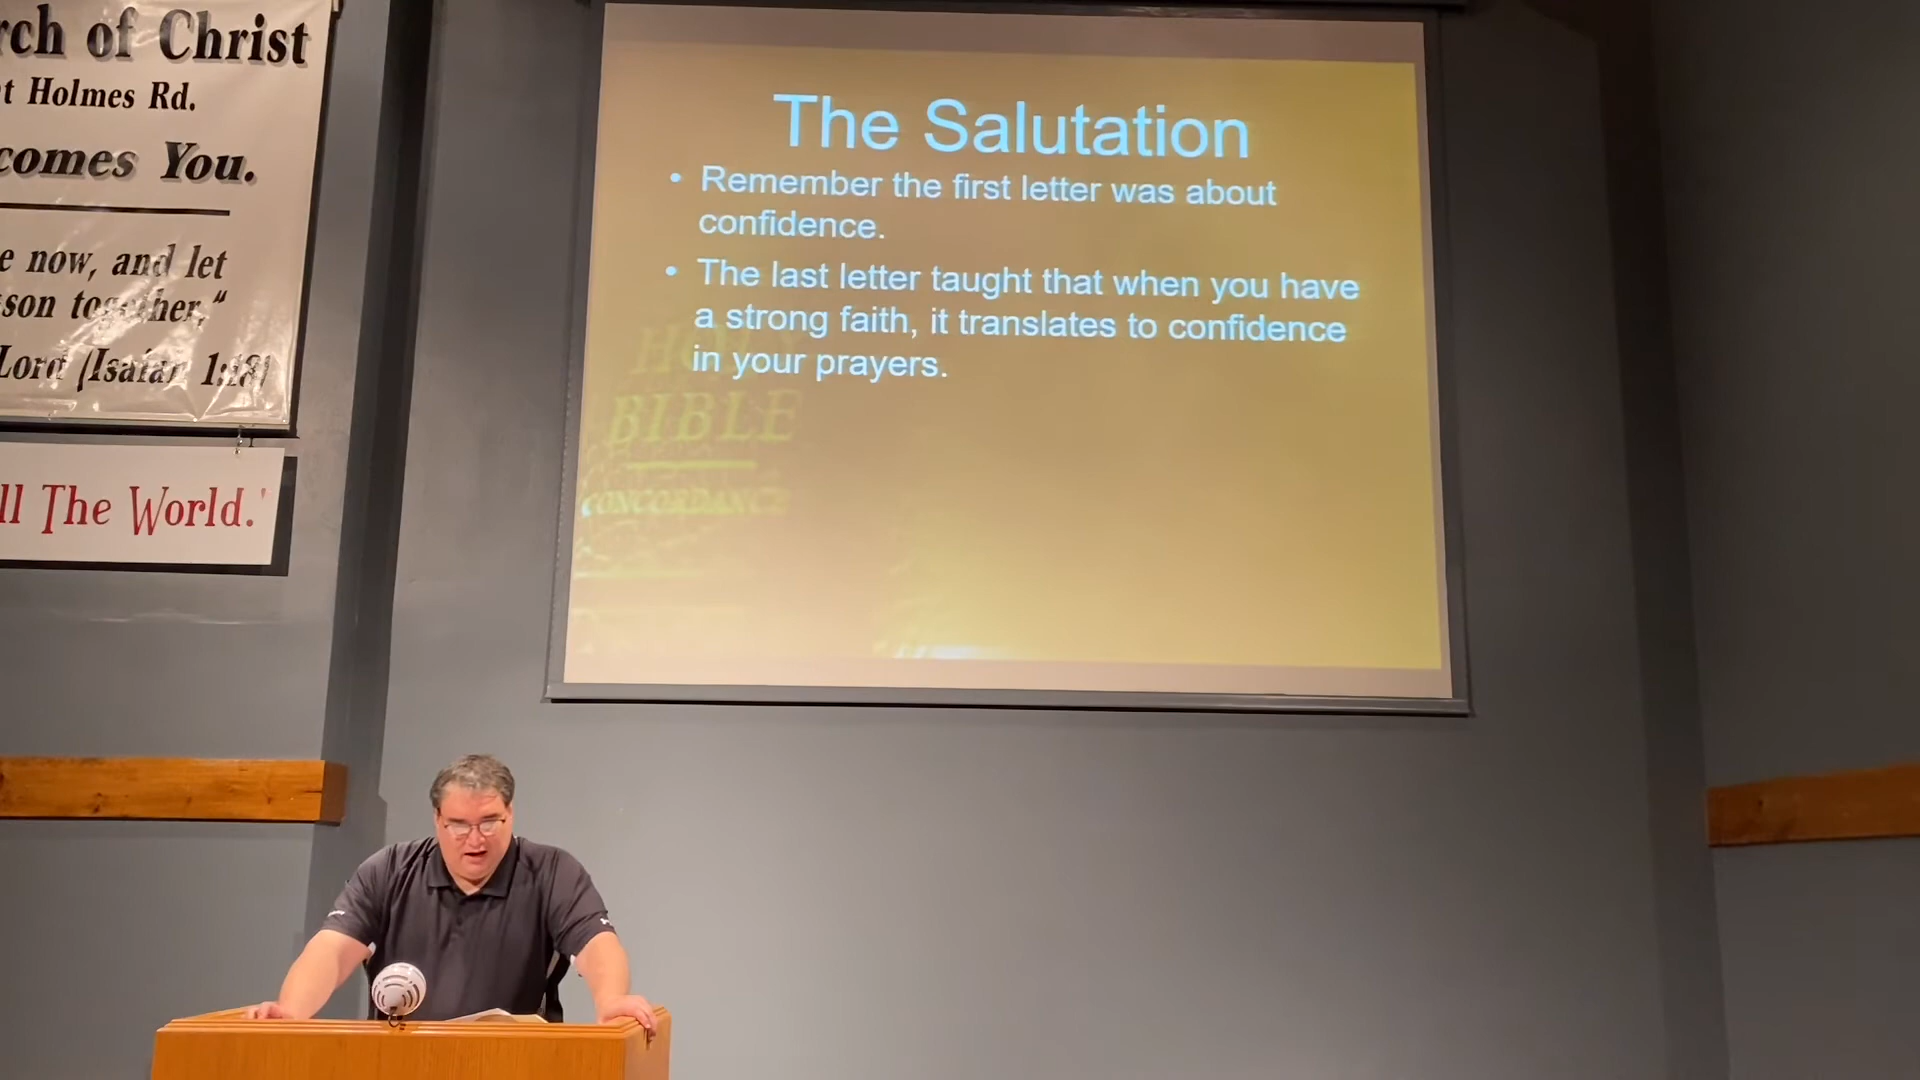 rch of Christ
t Holmes Rd.
comes You.
e now, and let
son together,"
Lord (Isaiah 1:18)
ll The World."
The Salutation
• Remember the first letter was about
confidence.
• The last letter taught that when you have
a strong faith, it translates to confidence
in your prayers.
HOLY
BIBLE
CONCORDANCE